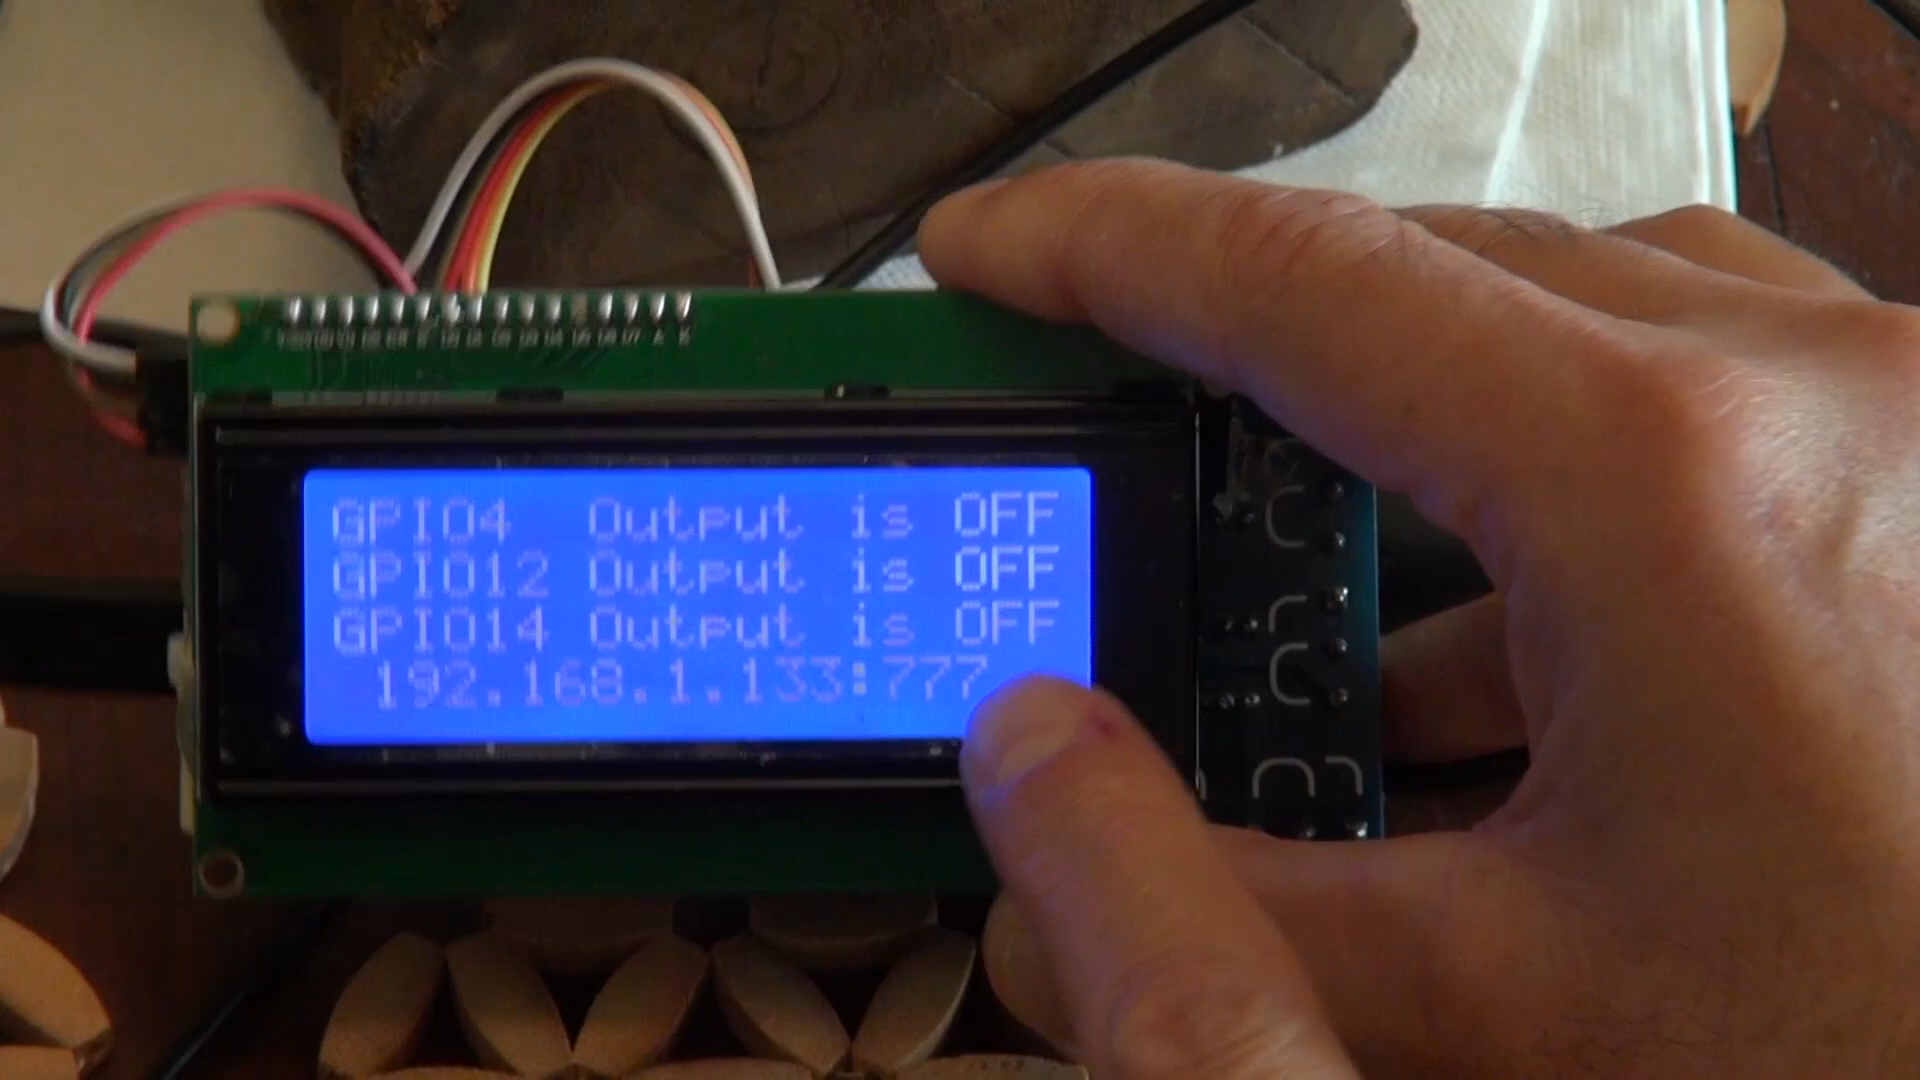 GPIO4 Output is OFF
GPIO12 Output is OFF
GPIO14 Output is OFF
192.168.1.133:777